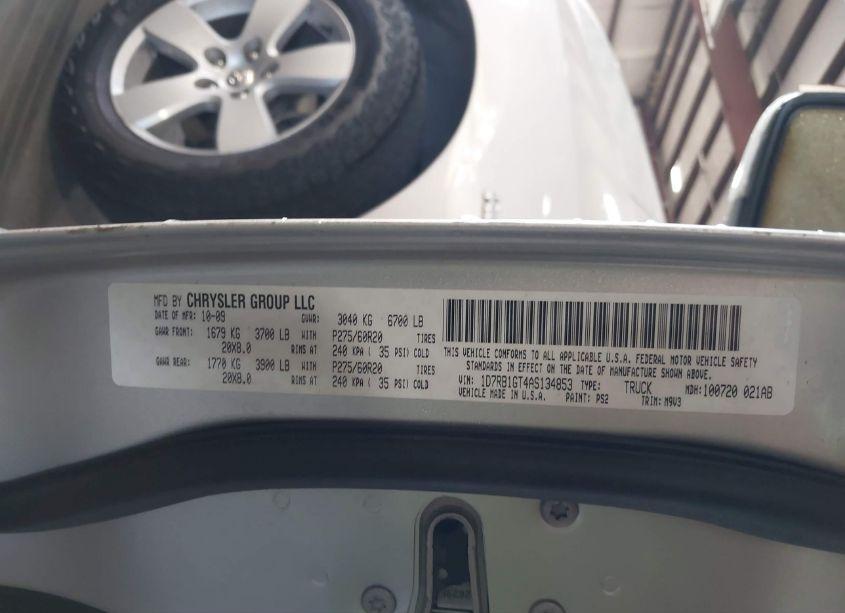 MFD BY CHRYSLER GROUP LLC
DATE OF MFR: 10-09 GVWR: 3040 KG 6700 LB
GAWR FRONT: 1679 KG 3700 LB WITH P275/60R20 TIRES
20X8.0 RIMS AT 240 KPA ( 35 PSI) COLD
GAWR REAR: 1770 KG 3900 LB WITH P275/60R20 TIRES
20X8.0 RIMS AT 240 KPA ( 35 PSI) COLD
THIS VEHICLE CONFORMS TO ALL APPLICABLE U.S.A. FEDERAL MOTOR VEHICLE SAFETY
STANDARDS IN EFFECT ON THE DATE OF MANUFACTURE SHOWN ABOVE.
VIN: 1D7RB1GT4AS134853 TYPE: TRUCK MDH: 100720 021AB
VEHICLE MADE IN U.S.A. PAINT: PS2 TRIM: M9V3